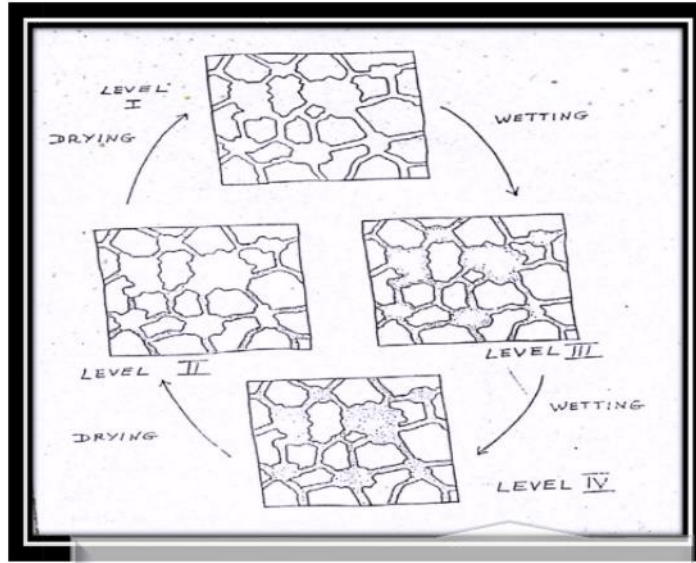 LEVEL
I
DRYING
WETTING
LEVEL II
LEVEL III
DRYING
WETTING
LEVEL IV